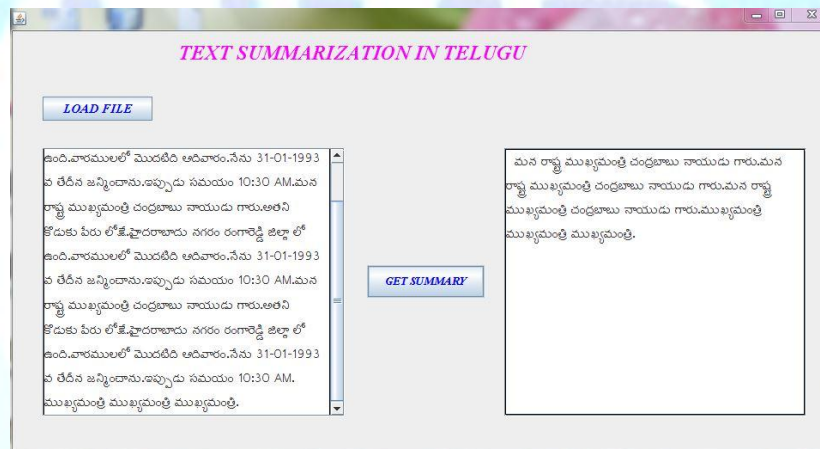 TEXT SUMMARIZATION IN TELUGU
LOAD FILE
ఉంది.వారములలో మొదటిది ఆదివారం.నేను 31-01-1993
వ తేదీన జన్మించాను.ఇప్పుడు సమయం 10:30 AM.మన
రాష్ట్ర ముఖ్యమంత్రి చంద్రబాబు నాయుడు గారు.అతని
కొడుకు పేరు లోకేే.హైదరాబాదు నగరం రంగారెడ్డి జిల్లా లో
ఉంది.వారములలో మొదటిది ఆదివారం.నేను 31-01-1993
వ తేదీన జన్మించాను.ఇప్పుడు సమయం 10:30 AM.మన
రాష్ట్ర ముఖ్యమంత్రి చంద్రబాబు నాయుడు గారు.అతని
కొడుకు పేరు లోకేే.హైదరాబాదు నగరం రంగారెడ్డి జిల్లా లో
ఉంది.వారములలో మొదటిది ఆదివారం.నేను 31-01-1993
వ తేదీన జన్మించాను.ఇప్పుడు సమయం 10:30 AM.
ముఖ్యమంత్రి ముఖ్యమంత్రి ముఖ్యమంత్రి.
GET SUMMARY
మన రాష్ట్ర ముఖ్యమంత్రి చంద్రబాబు నాయుడు గారు.మన
రాష్ట్ర ముఖ్యమంత్రి చంద్రబాబు నాయుడు గారు.మన రాష్ట్ర
ముఖ్యమంత్రి చంద్రబాబు నాయుడు గారు.ముఖ్యమంత్రి
ముఖ్యమంత్రి ముఖ్యమంత్రి.